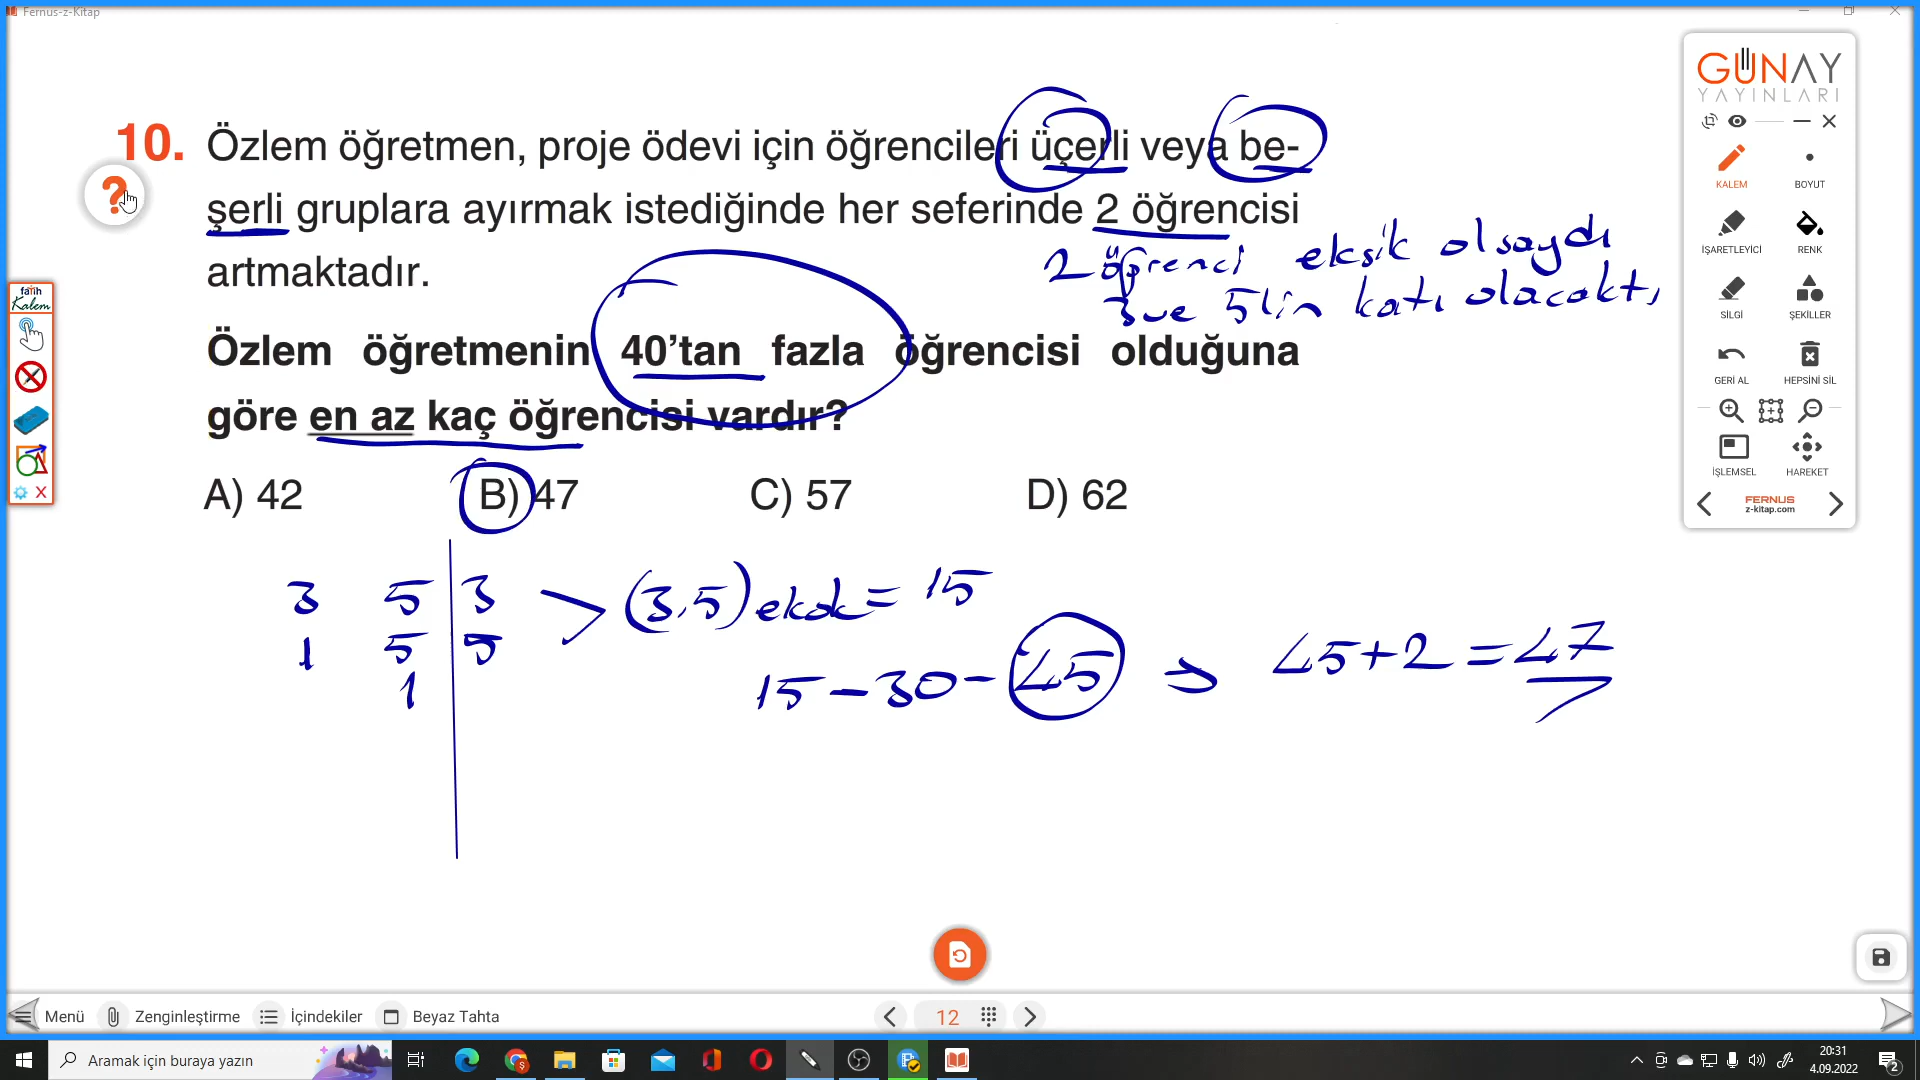 Fernus-z-Kitap
10. Özlem öğretmen, proje ödevi için öğrencileri üçerli veya be-
şerli gruplara ayırmak istediğinde her seferinde 2 öğrencisi
artmaktadır.
2 öğrenci eksik olsaydı
3 ve 5'in katı olacaktı
Özlem öğretmenin 40'tan fazla öğrencisi olduğuna
göre en az kaç öğrencisi vardır?
A) 42 B) 47 C) 57 D) 62
3 5 3 > (3,5) ekok = 15
1 5 5
1
15 - 30 - 45 ⇒ 45+2=47
?
fatih
Kalem
X
GÜNAY
YAYINLARI
KALEM BOYUT
İŞARETLEYİCİ RENK
SİLGİ ŞEKİLLER
GERİ AL HEPSİNİ SİL
İŞLEMSEL HAREKET
FERNUS
z-kitap.com
Menü Zenginleştirme İçindekiler Beyaz Tahta 12
Aramak için buraya yazın
20:31
4.09.2022
2